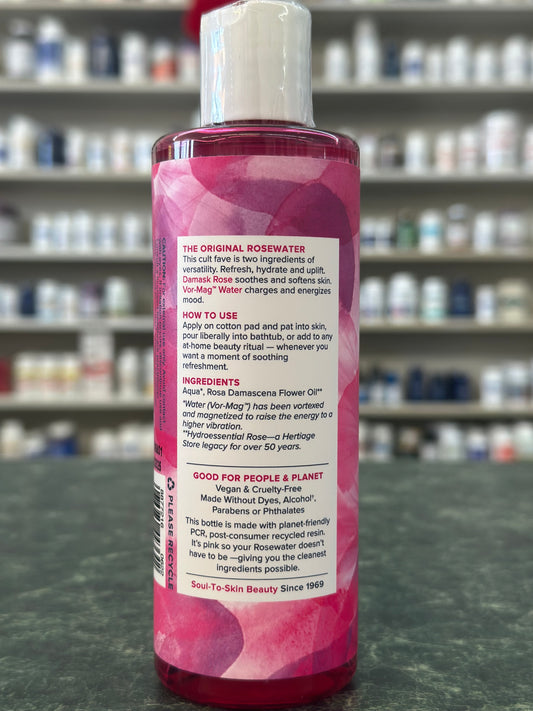 THE ORIGINAL ROSEWATER
This cult fave is two ingredients of
versatility. Refresh, hydrate and uplift.
Damask Rose soothes and softens skin.
Vor-Mag™ Water charges and energizes
mood.
HOW TO USE
Apply on cotton pad and pat into skin,
pour liberally into bathtub, or add to any
at-home beauty ritual — whenever you
want a moment of soothing
refreshment.
INGREDIENTS
Aqua*, Rosa Damascena Flower Oil**
*Water (Vor-Mag™) has been vortexed
and magnetized to raise the energy to a
higher vibration.
**Hydroessential Rose—a Hertiage
Store legacy for over 50 years.
GOOD FOR PEOPLE & PLANET
Vegan & Cruelty-Free
Made Without Dyes, Alcohol†,
Parabens or Phthalates
This bottle is made with planet-friendly
PCR, post-consumer recycled resin.
It's pink so your Rosewater doesn't
have to be —giving you the cleanest
ingredients possible.
Soul-To-Skin Beauty Since 1969
PLEASE RECYCLE
CAUTION: